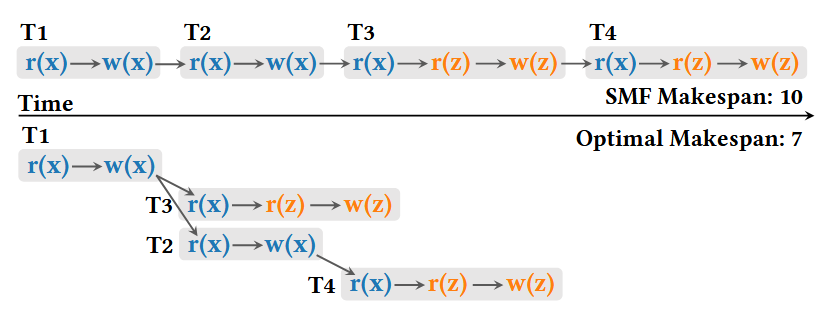 T1 T2 T3 T4
r(x) w(x) r(x) w(x) r(x) r(z) w(z) r(x) r(z) w(z)
SMF Makespan: 10
Time
Optimal Makespan: 7
T1
r(x) w(x)
T3 r(x) r(z) w(z)
T2 r(x) w(x)
T4 r(x) r(z) w(z)